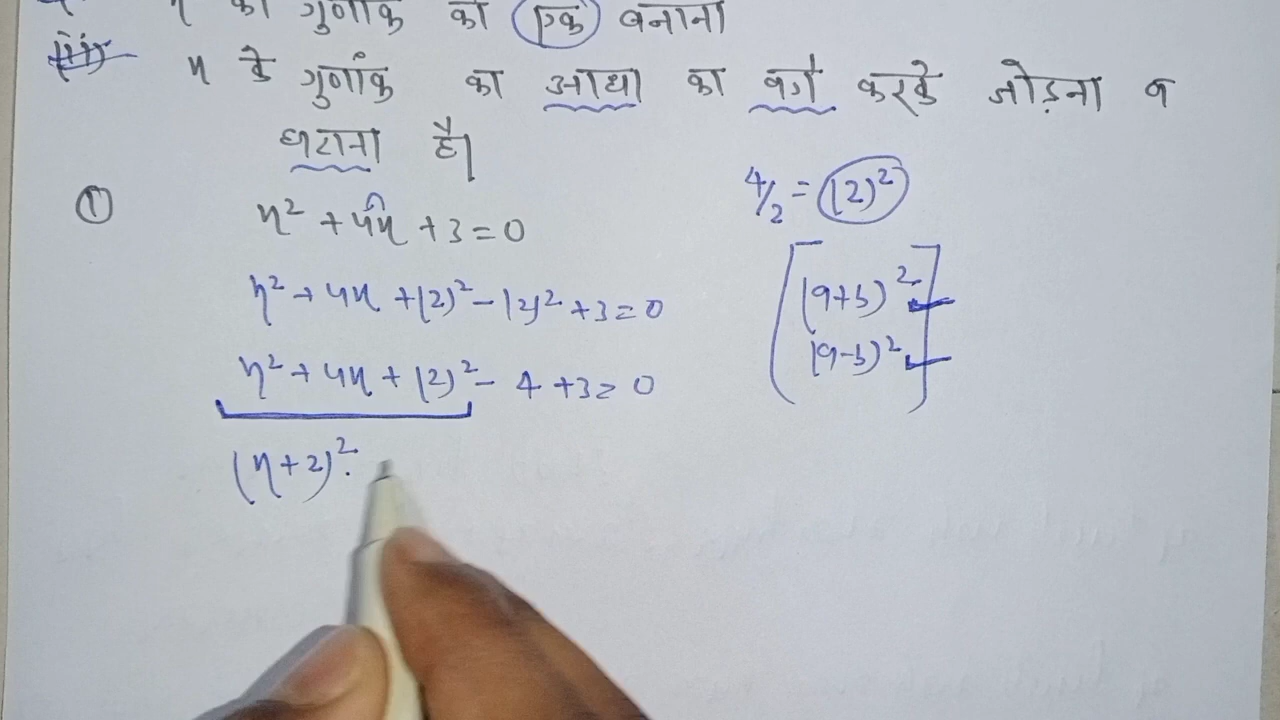 x का गुणांक को एक बनाना
(iii) x के गुणांक का आधा का वर्ग करके जोड़ना व
घटाना है।
① x² + 4x + 3 = 0
4/2 = (2)²
x² + 4x + (2)² - (2)² + 3 = 0
x² + 4x + (2)² - 4 + 3 = 0
(x + 2)²
[(a+b)²
(a-b)²]